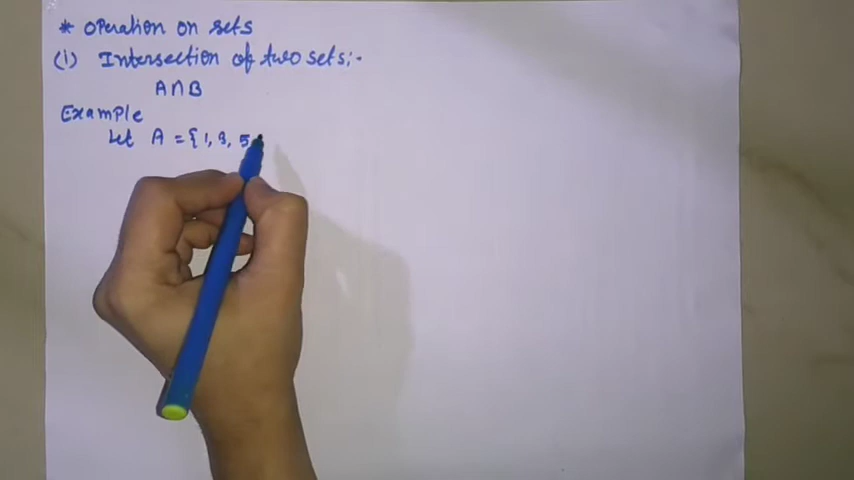 * Operation on sets
(i) Intersection of two sets:-
A∩B
Example
Let A = {1, 3, 5